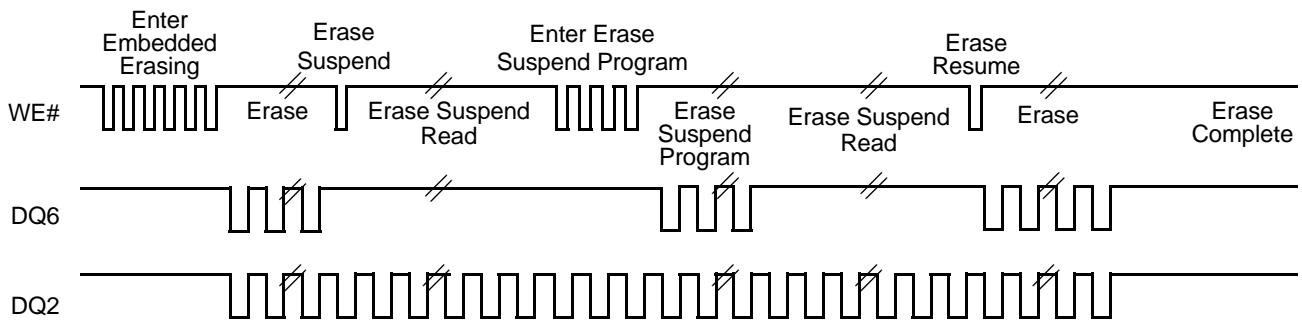 Enter
Embedded
Erasing
Erase
Suspend
Enter Erase
Suspend Program
Erase
Resume
WE#
Erase
Erase Suspend
Read
Erase
Suspend
Program
Erase Suspend
Read
Erase
Erase
Complete
DQ6
DQ2